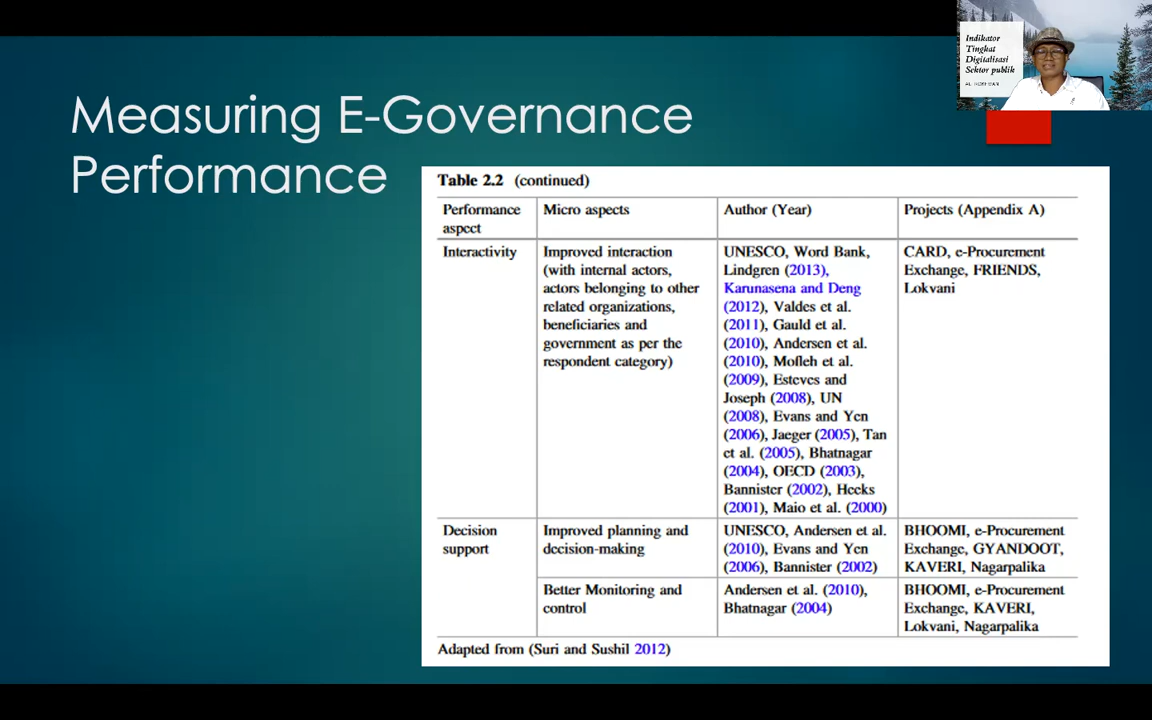 Measuring E-Governance
Performance
Indikator
Tingkat
Digitalisasi
Sektor publik
Table 2.2 (continued)
Performance aspect
Micro aspects
Author (Year)
Projects (Appendix A)
Interactivity
Improved interaction
(with internal actors,
actors belonging to other
related organizations,
beneficiaries and
government as per the
respondent category)
UNESCO, Word Bank,
Lindgren (2013),
Karunasena and Deng
(2012), Valdes et al.
(2011), Gauld et al.
(2010), Andersen et al.
(2010), Mofleh et al.
(2009), Esteves and
Joseph (2008), UN
(2008), Evans and Yen
(2006), Jaeger (2005), Tan
et al. (2005), Bhatnagar
(2004), OECD (2003),
Bannister (2002), Heeks
(2001), Maio et al. (2000)
CARD, e-Procurement
Exchange, FRIENDS,
Lokvani
Decision
support
Improved planning and
decision-making
UNESCO, Andersen et al.
(2010), Evans and Yen
(2006), Bannister (2002)
BHOOMI, e-Procurement
Exchange, GYANDOOT,
KAVERI, Nagarpalika
Better Monitoring and
control
Andersen et al. (2010),
Bhatnagar (2004)
BHOOMI, e-Procurement
Exchange, KAVERI,
Lokvani, Nagarpalika
Adapted from (Suri and Sushil 2012)